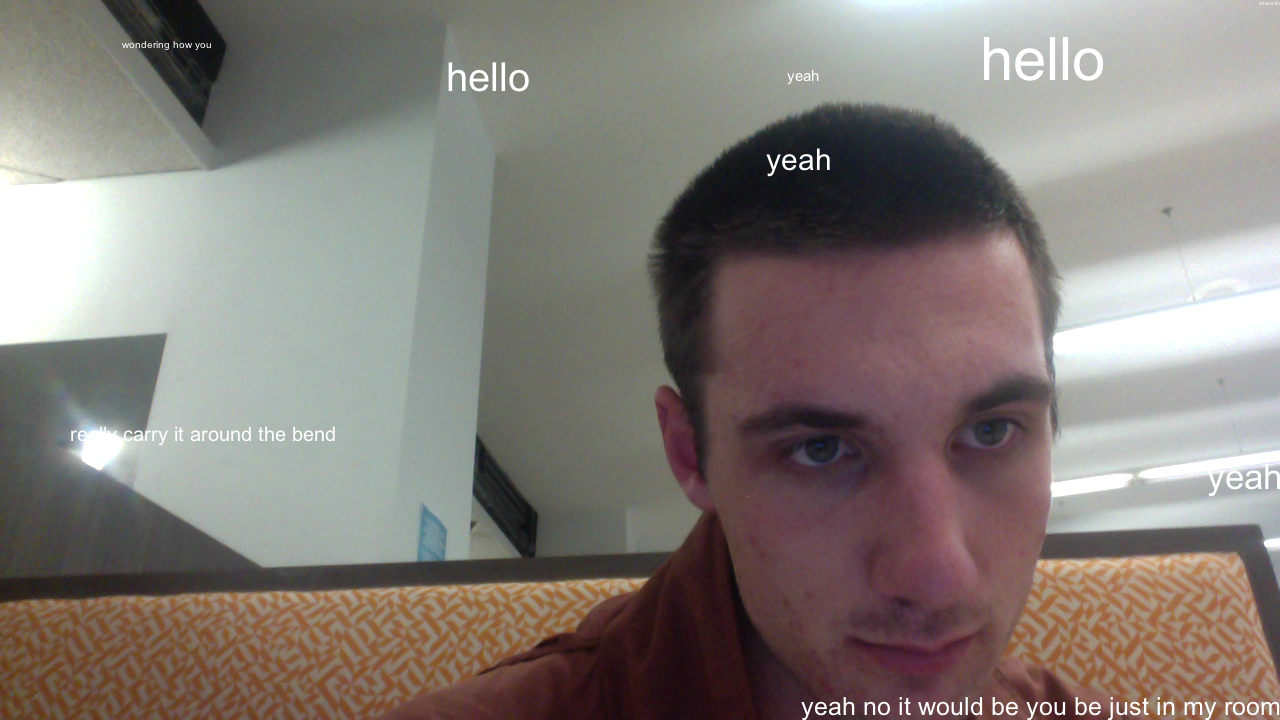 wondering how you
hello
hello
yeah
yeah
really carry it around the bend
yeah
yeah no it would be you be just in my room